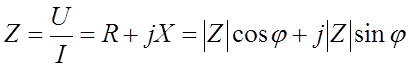 Z = U/I = R + jX = |Z|cos φ + j|Z|sin φ